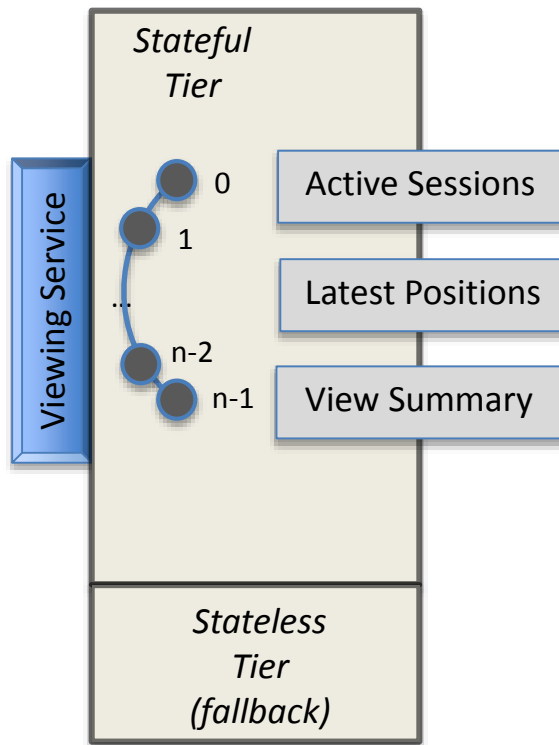 Stateful
Tier
Viewing Service
0
1
...
n-2
n-1
Active Sessions
Latest Positions
View Summary
Stateless
Tier
(fallback)